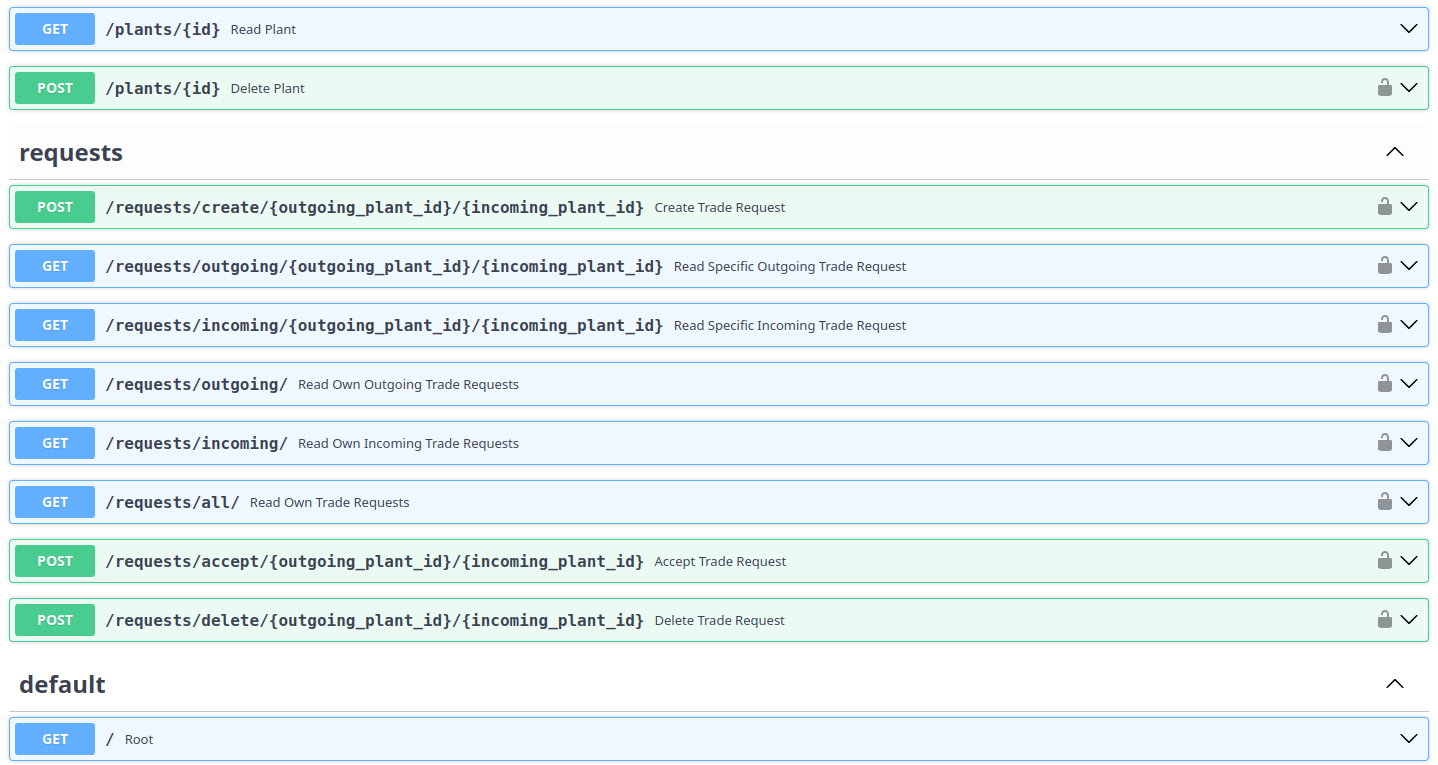 GET /plants/{id} Read Plant
POST /plants/{id} Delete Plant
requests
POST /requests/create/{outgoing_plant_id}/{incoming_plant_id} Create Trade Request
GET /requests/outgoing/{outgoing_plant_id}/{incoming_plant_id} Read Specific Outgoing Trade Request
GET /requests/incoming/{outgoing_plant_id}/{incoming_plant_id} Read Specific Incoming Trade Request
GET /requests/outgoing/ Read Own Outgoing Trade Requests
GET /requests/incoming/ Read Own Incoming Trade Requests
GET /requests/all/ Read Own Trade Requests
POST /requests/accept/{outgoing_plant_id}/{incoming_plant_id} Accept Trade Request
POST /requests/delete/{outgoing_plant_id}/{incoming_plant_id} Delete Trade Request
default
GET / Root